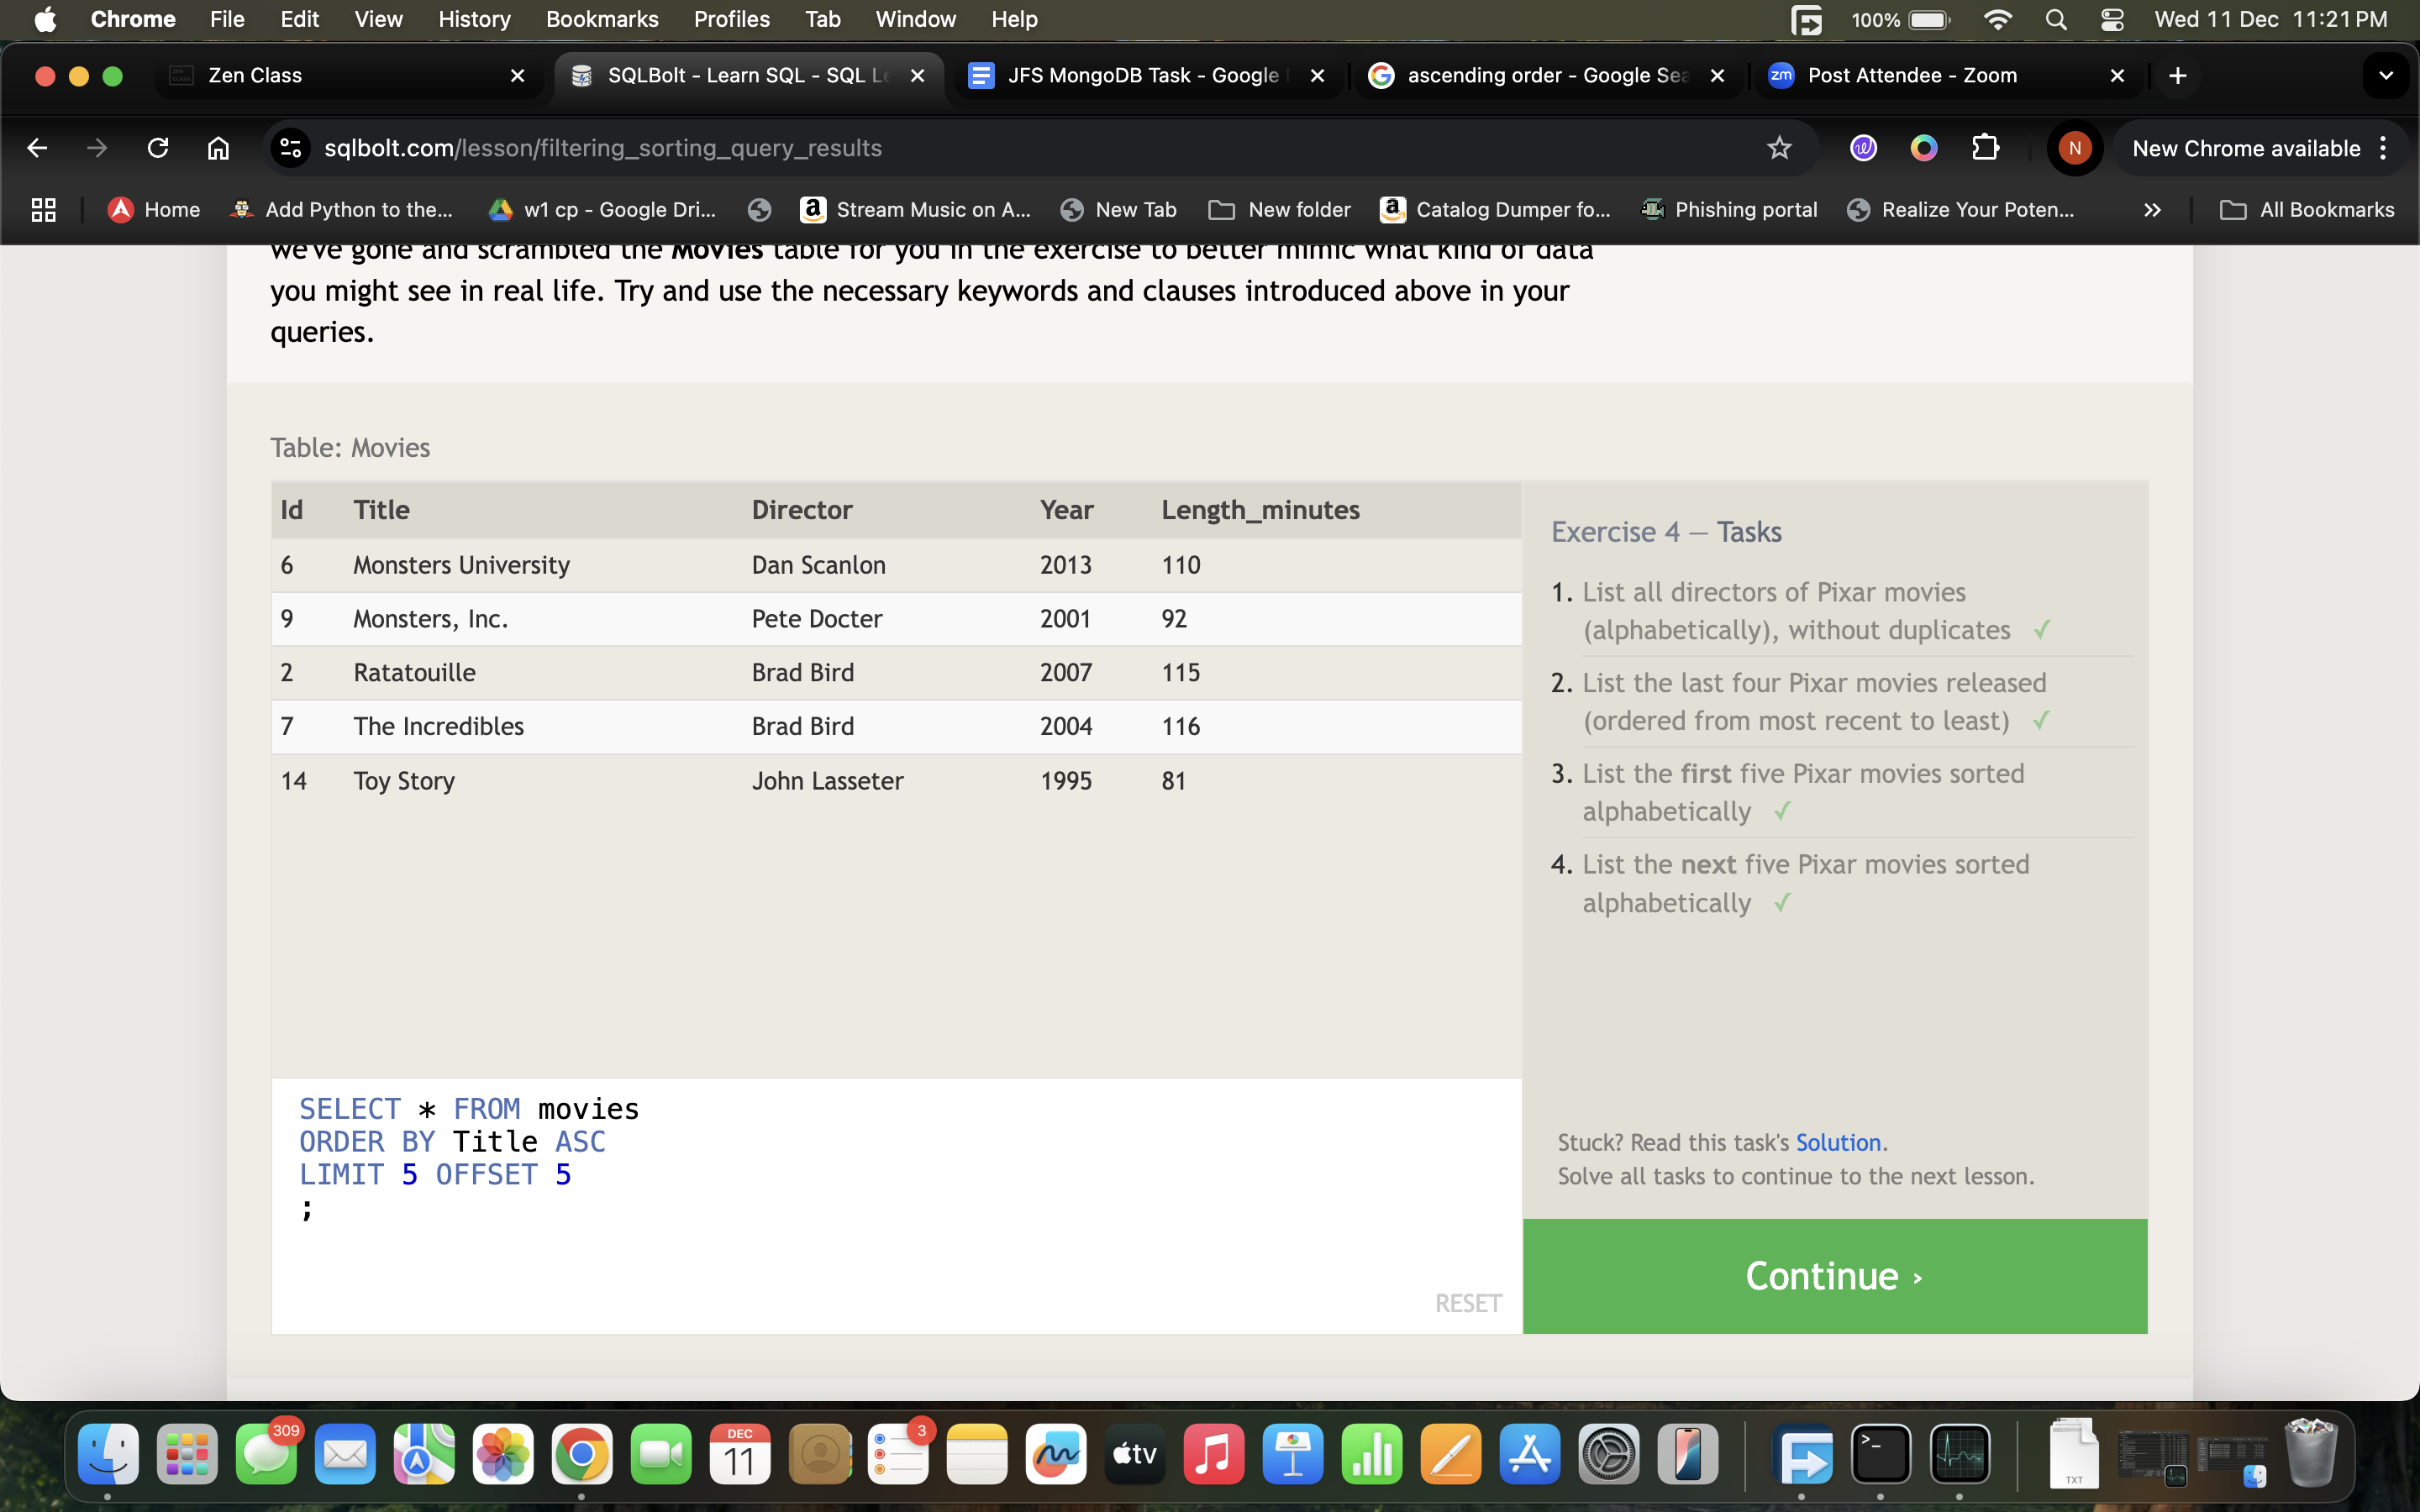 Chrome File Edit View History Bookmarks Profiles Tab Window Help 100% Wed 11 Dec 11:21 PM
Zen Class SQLBolt - Learn SQL - SQL Le JFS MongoDB Task - Google ascending order - Google Sea zm Post Attendee - Zoom
sqlbolt.com/lesson/filtering_sorting_query_results N New Chrome available
Home Add Python to the... w1 cp - Google Dri... Stream Music on A... New Tab New folder Catalog Dumper fo... Phishing portal Realize Your Poten... All Bookmarks
we've gone and scrambled the Movies table for you in the exercise to better mimic what kind of data
you might see in real life. Try and use the necessary keywords and clauses introduced above in your
queries.
Table: Movies
Id Title Director Year Length_minutes
6 Monsters University Dan Scanlon 2013 110
9 Monsters, Inc. Pete Docter 2001 92
2 Ratatouille Brad Bird 2007 115
7 The Incredibles Brad Bird 2004 116
14 Toy Story John Lasseter 1995 81
SELECT * FROM movies
ORDER BY Title ASC
LIMIT 5 OFFSET 5
;
RESET
Exercise 4 — Tasks
1. List all directors of Pixar movies
(alphabetically), without duplicates ✓
2. List the last four Pixar movies released
(ordered from most recent to least) ✓
3. List the first five Pixar movies sorted
alphabetically ✓
4. List the next five Pixar movies sorted
alphabetically ✓
Stuck? Read this task's Solution.
Solve all tasks to continue to the next lesson.
Continue ›
309 DEC 11 3 tv >_ TXT